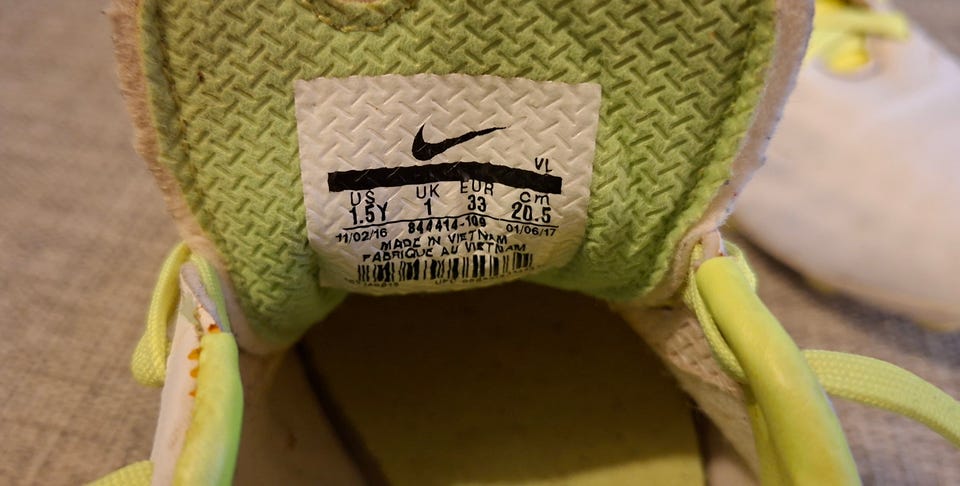 VL
US UK EUR cm
1.5Y 1 33 20.5
11/02/16 844414-100 01/06/17
MADE IN VIETNAM
FABRIQUE AU VIETNAM